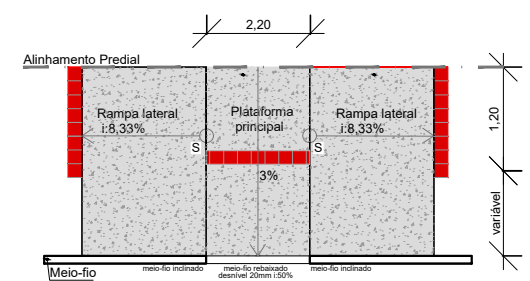 2,20
Alinhamento Predial
Rampa lateral
i:8,33%
Plataforma
principal
Rampa lateral
i:8,33%
1,20
S
S
3%
variável
Meio-fio
meio-fio inclinado
meio-fio rebaixado
desnível 20mm i:50%
meio-fio inclinado